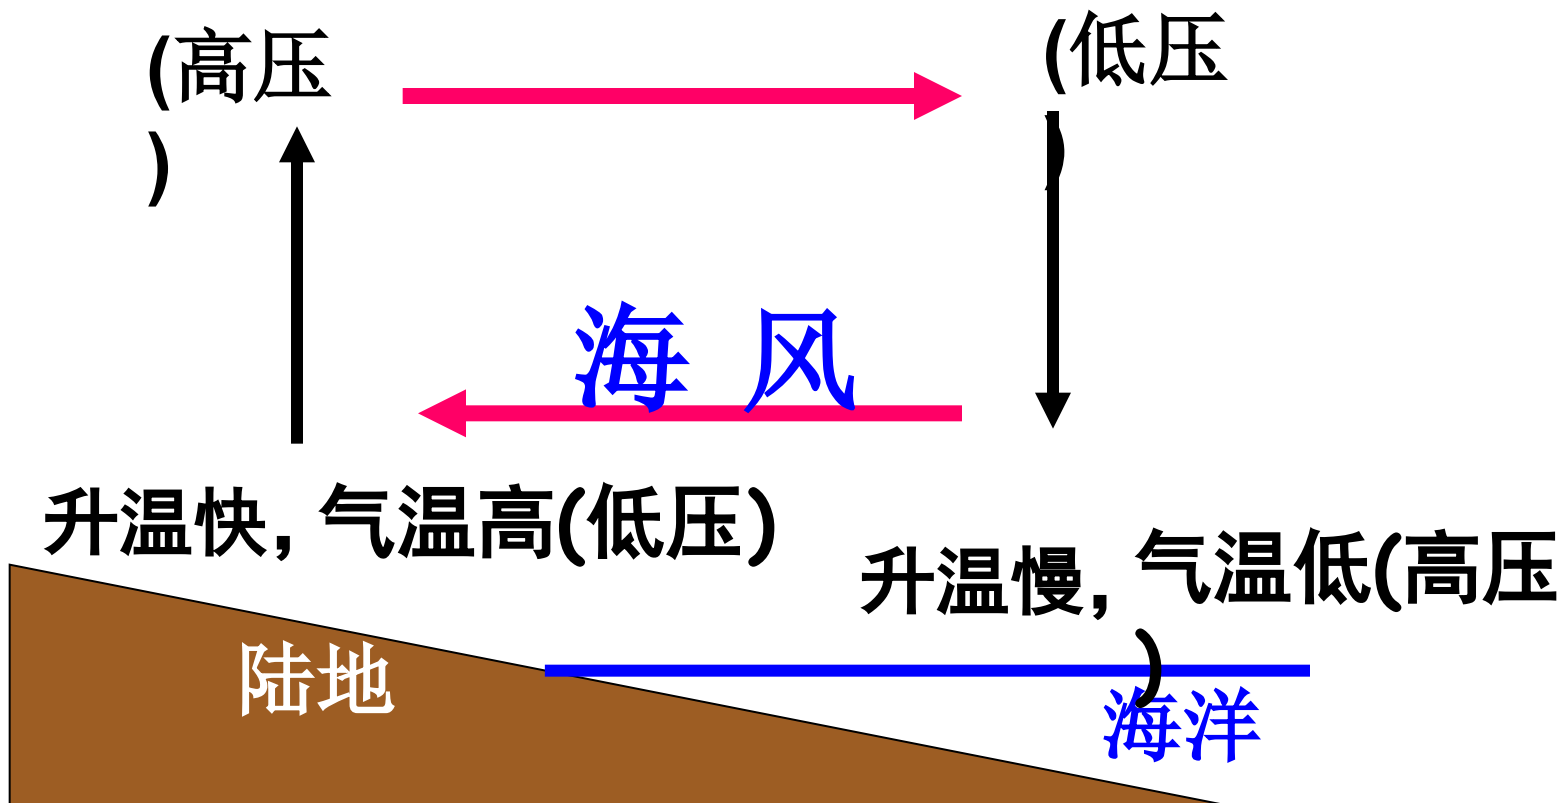 (高压
)
(低压
)
海 风
升温快, 气温高(低压)
升温慢, 气温低(高压
)
陆地
海洋